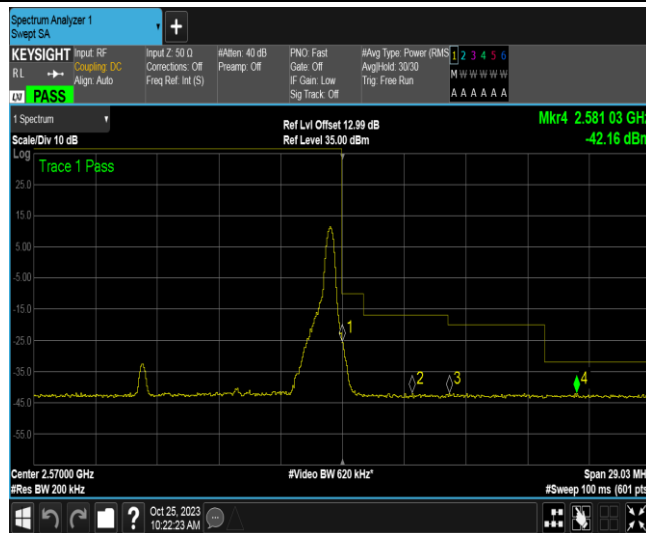 Spectrum Analyzer 1
Swept SA
+
KEYSIGHT
RL
LXI PASS
Input: RF
Coupling: DC
Align: Auto
Input Z: 50 Ω
Corrections: Off
Freq Ref: Int (S)
#Atten: 40 dB
Preamp: Off
PNO: Fast
Gate: Off
IF Gain: Low
Sig Track: Off
#Avg Type: Power (RMS
Avg|Hold: 30/30
Trig: Free Run
1 2 3 4 5 6
M W W W W W
A A A A A A
1 Spectrum
Scale/Div 10 dB
Ref Lvl Offset 12.99 dB
Ref Level 35.00 dBm
Mkr4 2.581 03 GHz
-42.16 dBm
Log
Trace 1 Pass
25.0
15.0
5.00
-5.00
-15.0
-25.0
-35.0
-45.0
-55.0
1
2
3
4
Center 2.57000 GHz
#Res BW 200 kHz
#Video BW 620 kHz*
Span 29.03 MH
#Sweep 100 ms (601 pts
?
Oct 25, 2023
10:22:23 AM